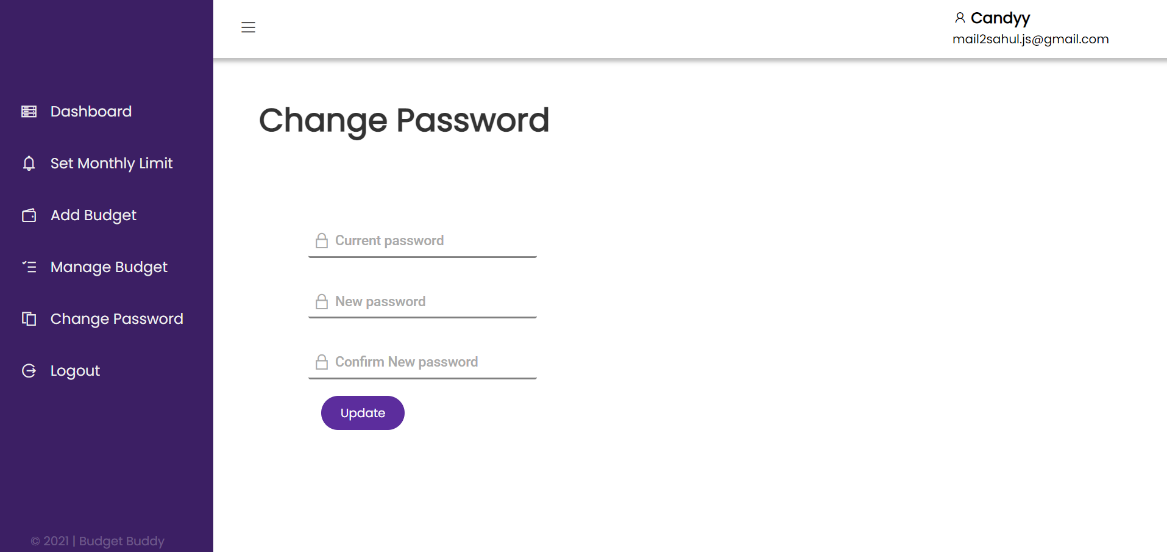 Candyy
mail2sahul.js@gmail.com
Dashboard
Set Monthly Limit
Add Budget
Manage Budget
Change Password
Logout
© 2021 | Budget Buddy
Change Password
Current password
New password
Confirm New password
Update